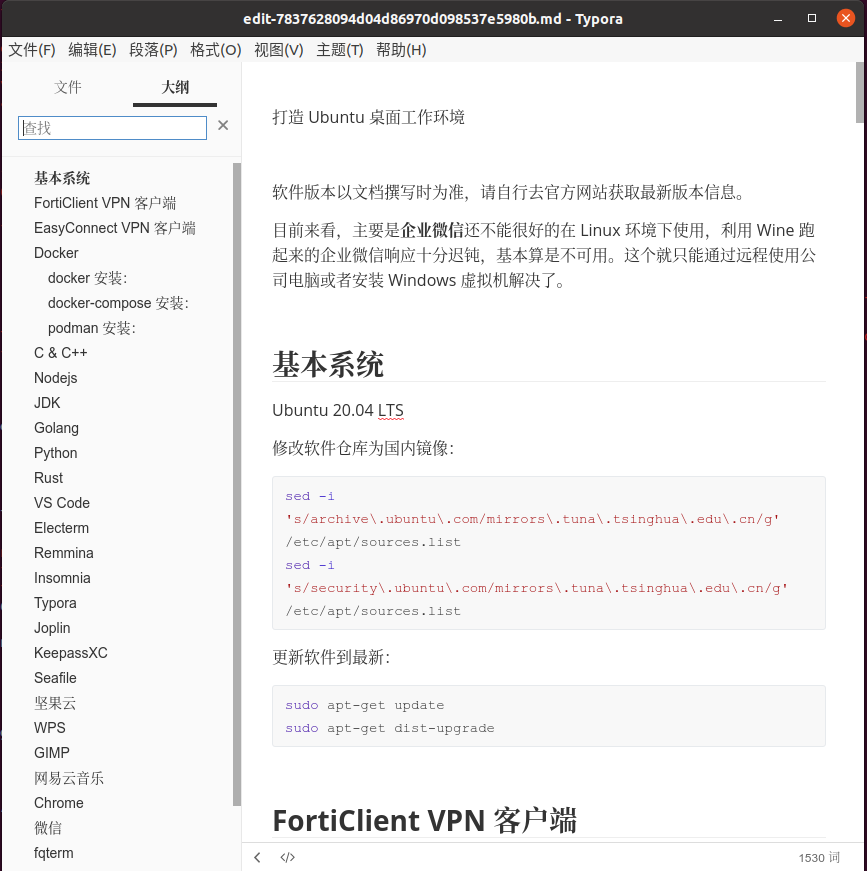 edit-7837628094d04d86970d098537e5980b.md - Typora
文件(F) 编辑(E) 段落(P) 格式(O) 视图(V) 主题(T) 帮助(H)
文件 大纲
查找
基本系统
FortiClient VPN 客户端
EasyConnect VPN 客户端
Docker
docker 安装：
docker-compose 安装：
podman 安装：
C & C++
Nodejs
JDK
Golang
Python
Rust
VS Code
Electerm
Remmina
Insomnia
Typora
Joplin
KeepassXC
Seafile
坚果云
WPS
GIMP
网易云音乐
Chrome
微信
fqterm
打造 Ubuntu 桌面工作环境
软件版本以文档撰写时为准，请自行去官方网站获取最新版本信息。
目前来看，主要是企业微信还不能很好的在 Linux 环境下使用，利用 Wine 跑
起来的企业微信响应十分迟钝，基本算是不可用。这个就只能通过远程使用公
司电脑或者安装 Windows 虚拟机解决了。
基本系统
Ubuntu 20.04 LTS
修改软件仓库为国内镜像：
sed -i
's/archive\.ubuntu\.com/mirrors\.tuna\.tsinghua\.edu\.cn/g'
/etc/apt/sources.list
sed -i
's/security\.ubuntu\.com/mirrors\.tuna\.tsinghua\.edu\.cn/g'
/etc/apt/sources.list
更新软件到最新：
sudo apt-get update
sudo apt-get dist-upgrade
FortiClient VPN 客户端
</> 1530 词